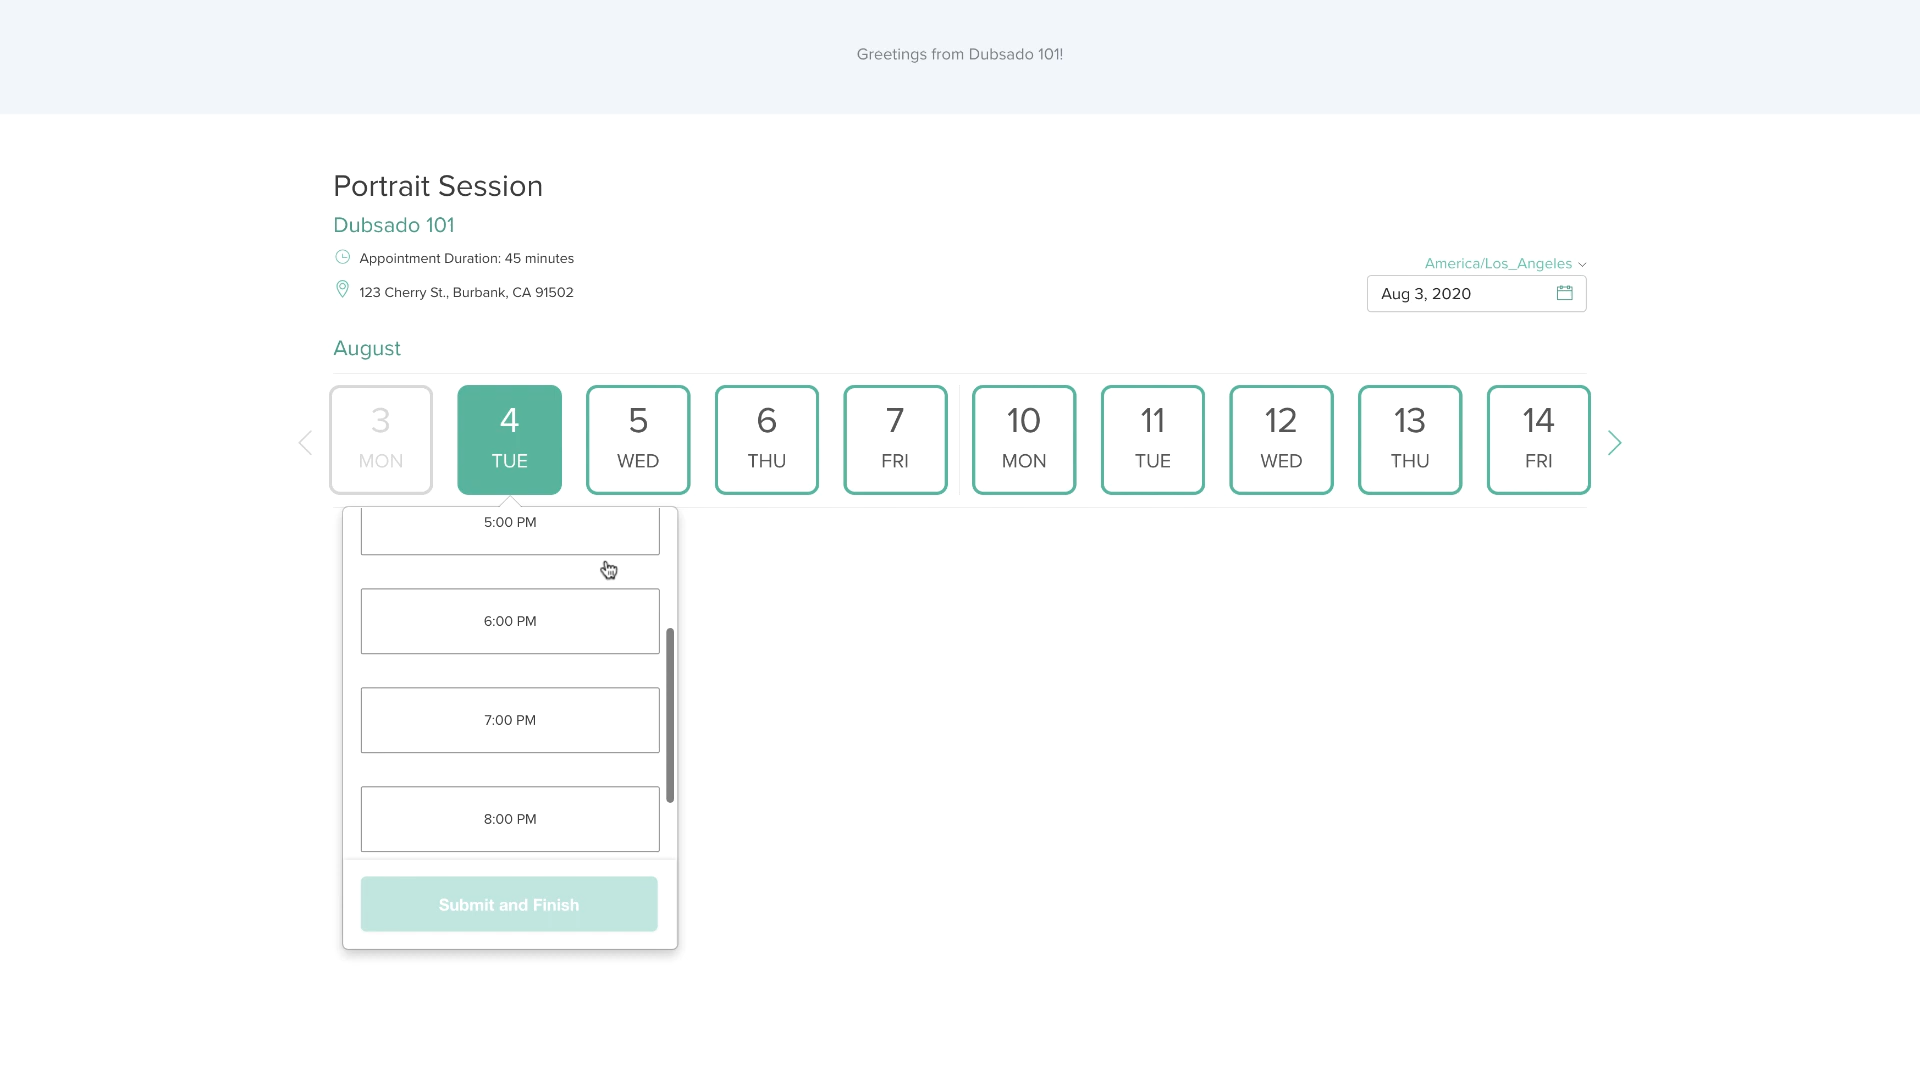 Greetings from Dubsado 101!
Portrait Session
Dubsado 101
Appointment Duration: 45 minutes
123 Cherry St., Burbank, CA 91502
America/Los_Angeles
Aug 3, 2020
August
3 4 5 6 7 10 11 12 13 14
MON TUE WED THU FRI MON TUE WED THU FRI
5:00 PM
6:00 PM
7:00 PM
8:00 PM
Submit and Finish